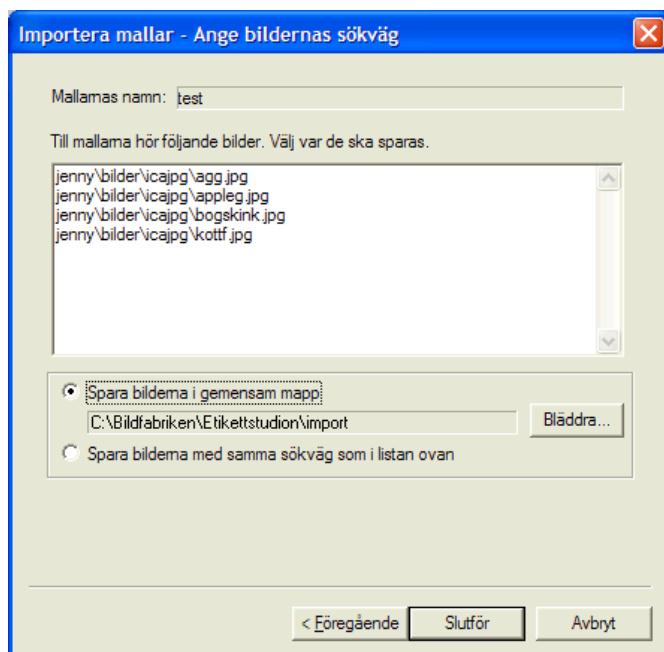 Importera mallar - Ange bildernas sökväg
Mallarnas namn: test
Till mallarna hör följande bilder. Välj var de ska sparas.
jenny\bilder\icajpg\agg.jpg
jenny\bilder\icajpg\appleg.jpg
jenny\bilder\icajpg\bogskink.jpg
jenny\bilder\icajpg\kottf.jpg
Spara bilderna i gemensam mapp
C:\Bildfabriken\Etikettstudion\import
Bläddra...
Spara bilderna med samma sökväg som i listan ovan
< Föregående
Slutför
Avbryt